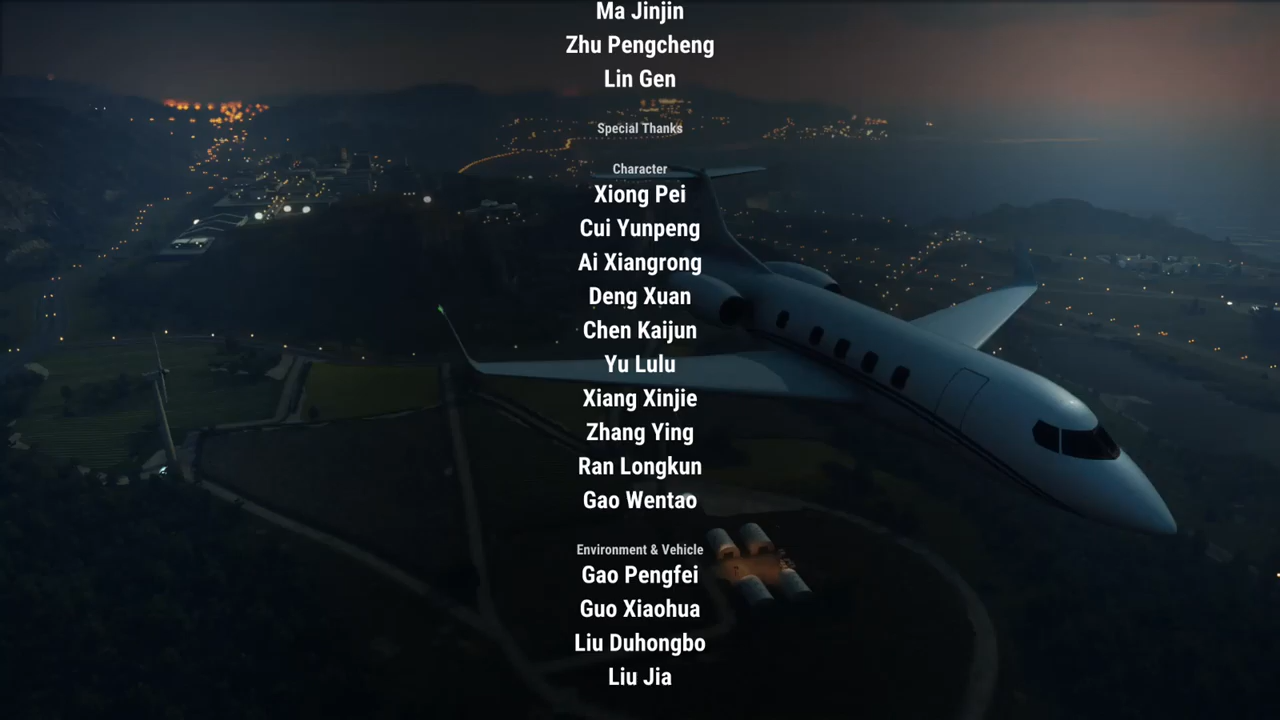 Ma Jinjin
Zhu Pengcheng
Lin Gen
Special Thanks
Character
Xiong Pei
Cui Yunpeng
Ai Xiangrong
Deng Xuan
Chen Kaijun
Yu Lulu
Xiang Xinjie
Zhang Ying
Ran Longkun
Gao Wentao
Environment & Vehicle
Gao Pengfei
Guo Xiaohua
Liu Duhongbo
Liu Jia